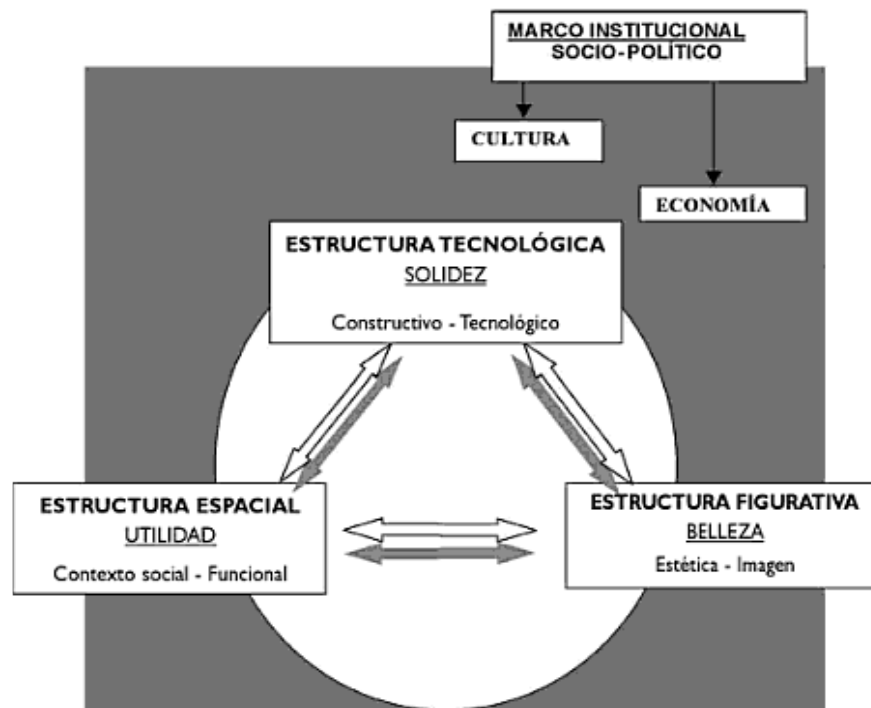 MARCO INSTITUCIONAL
SOCIO-POLÍTICO
CULTURA
ECONOMÍA
ESTRUCTURA TECNOLÓGICA
SOLIDEZ
Constructivo - Tecnológico
ESTRUCTURA ESPACIAL
UTILIDAD
Contexto social - Funcional
ESTRUCTURA FIGURATIVA
BELLEZA
Estética - Imagen